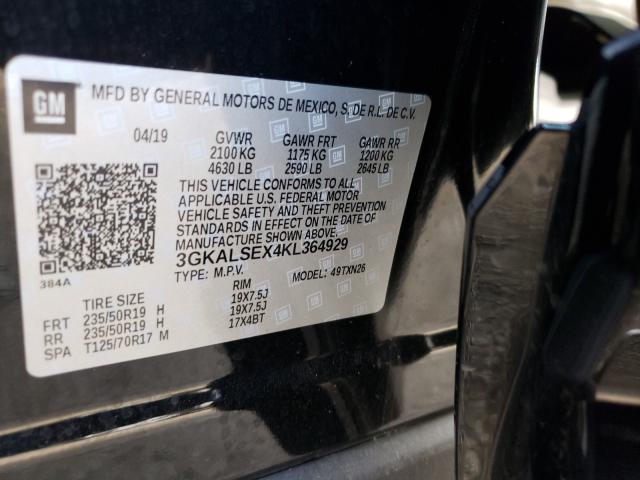 GM
MFD BY GENERAL MOTORS DE MEXICO, S. DE R.L. DE C.V.
04/19 GVWR GAWR FRT GAWR RR
2100 KG 1175 KG 1200 KG
4630 LB 2590 LB 2645 LB
THIS VEHICLE CONFORMS TO ALL
APPLICABLE U.S. FEDERAL MOTOR
VEHICLE SAFETY AND THEFT PREVENTION
STANDARDS IN EFFECT ON THE DATE OF
MANUFACTURE SHOWN ABOVE.
3GKALSEX4KL364929
TYPE: M.P.V. MODEL: 49TXN26
384A
TIRE SIZE RIM
FRT 235/50R19 H 19X7.5J
RR 235/50R19 H 19X7.5J
SPA T125/70R17 M 17X4BT